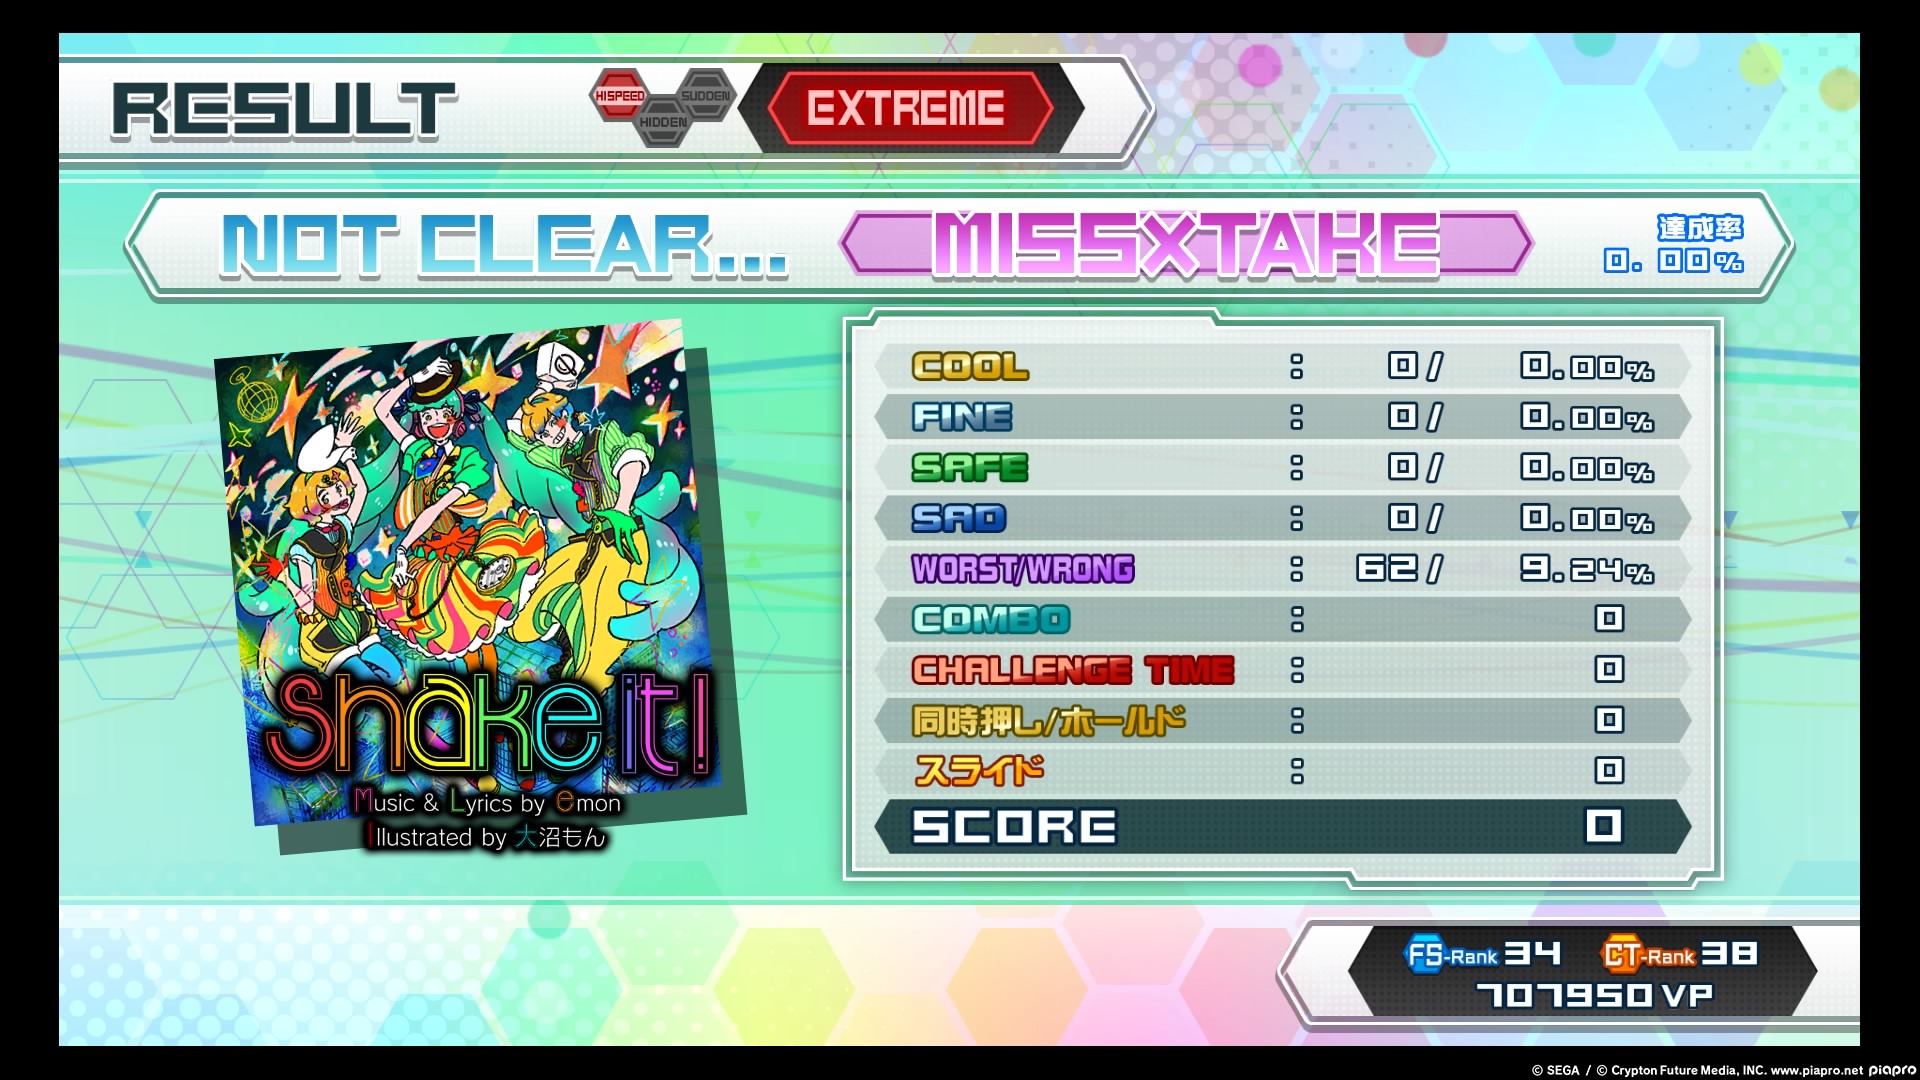 RESULT
HISPEED
HIDDEN
SUDDEN
EXTREME
NOT CLEAR...
MISS×TAKE
達成率
0.00%
COOL : 0/ 0.00%
FINE : 0/ 0.00%
SAFE : 0/ 0.00%
SAD : 0/ 0.00%
WORST/WRONG : 62/ 9.24%
COMBO : 0
CHALLENGE TIME : 0
同時押し/ホールド : 0
スライド : 0
SCORE 0
Shake it!
Music & Lyrics by emon
Illustrated by 大沼もん
FS-Rank 34 CT-Rank 38
707950 VP
© SEGA / © Crypton Future Media, INC. www.piapro.net piapro